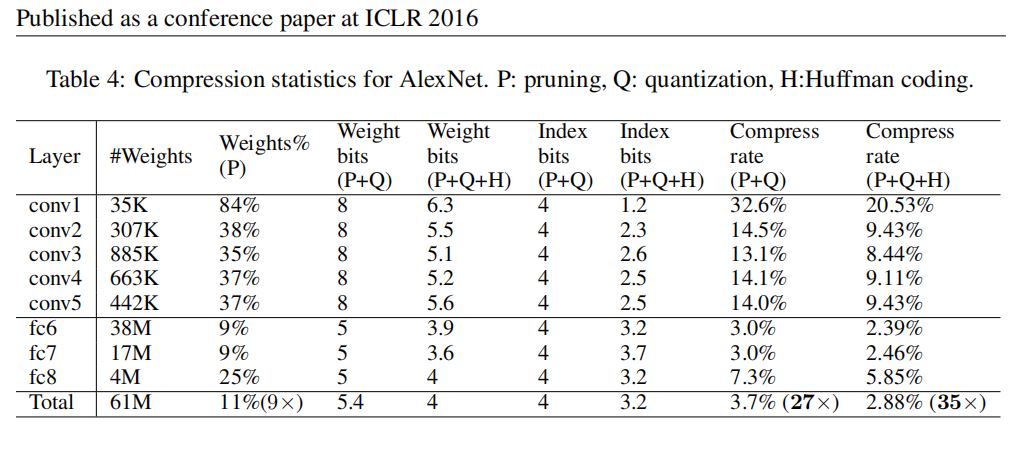 Published as a conference paper at ICLR 2016
Table 4: Compression statistics for AlexNet. P: pruning, Q: quantization, H:Huffman coding.
Layer #Weights Weights% (P) Weight bits (P+Q) Weight bits (P+Q+H) Index bits (P+Q) Index bits (P+Q+H) Compress rate (P+Q) Compress rate (P+Q+H)
conv1 35K 84% 8 6.3 4 1.2 32.6% 20.53%
conv2 307K 38% 8 5.5 4 2.3 14.5% 9.43%
conv3 885K 35% 8 5.1 4 2.6 13.1% 8.44%
conv4 663K 37% 8 5.2 4 2.5 14.1% 9.11%
conv5 442K 37% 8 5.6 4 2.5 14.0% 9.43%
fc6 38M 9% 5 3.9 4 3.2 3.0% 2.39%
fc7 17M 9% 5 3.6 4 3.7 3.0% 2.46%
fc8 4M 25% 5 4 4 3.2 7.3% 5.85%
Total 61M 11%(9×) 5.4 4 4 3.2 3.7% (27×) 2.88% (35×)